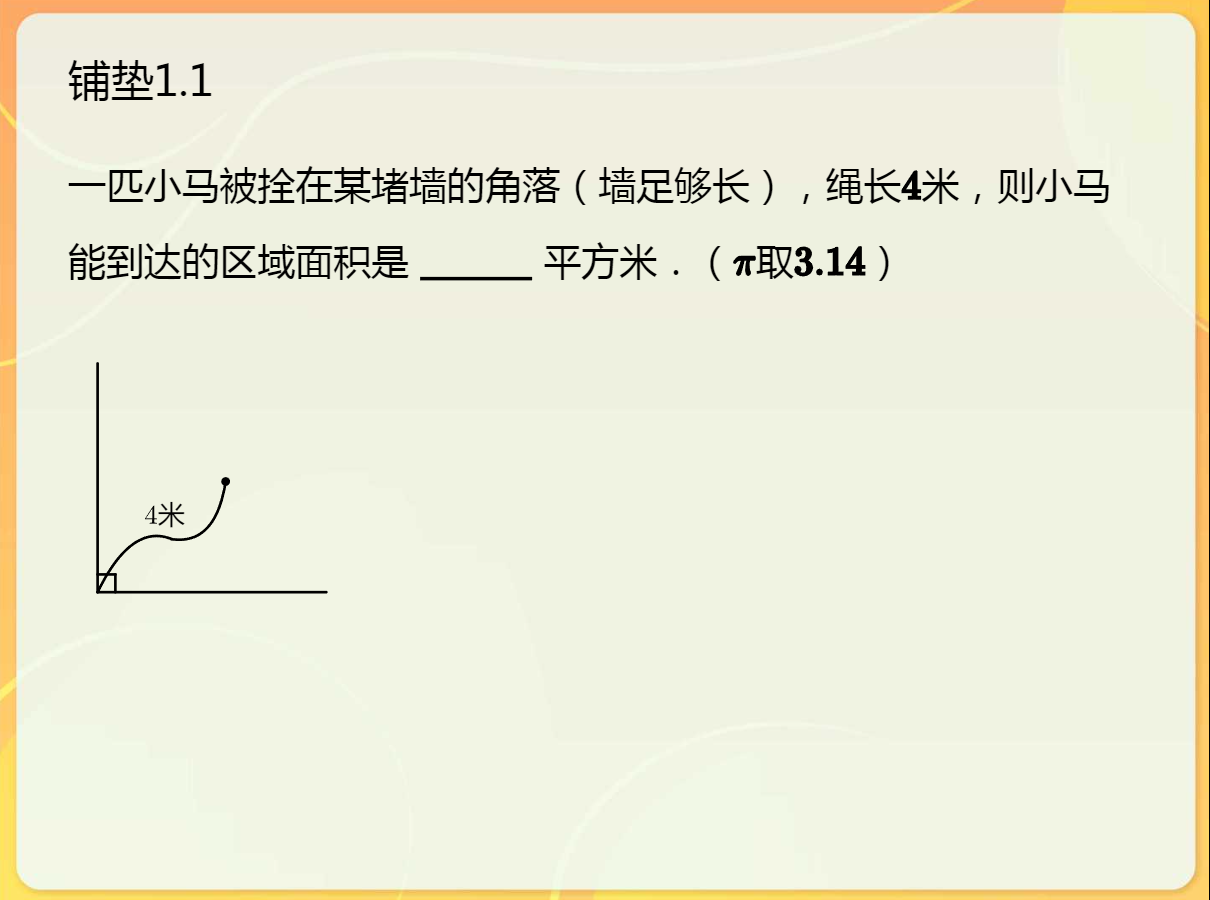 铺垫1.1
一匹小马被拴在某堵墙的角落（墙足够长），绳长4米，则小马
能到达的区域面积是 ______ 平方米．（π取3.14）
4米